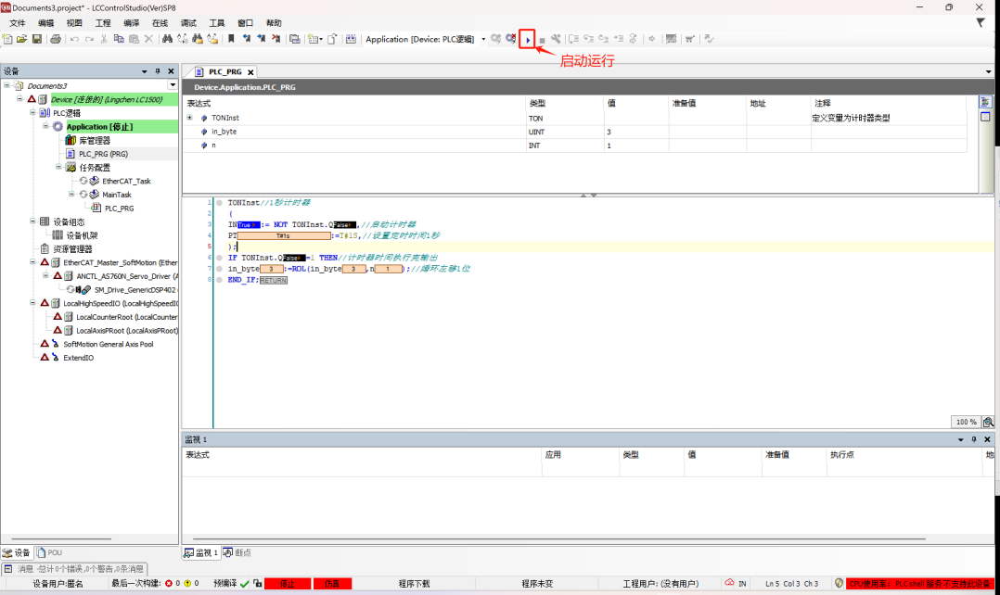 Documents3.project* - LCControlStudio(Ver)SP8
文件 编辑 视图 工程 编译 在线 调试 工具 窗口 帮助
Application [Device: PLC逻辑]
启动运行
设备
Documents3
Device [连接的] (Lingchen LC1500)
PLC逻辑
Application [停止]
库管理器
PLC_PRG (PRG)
任务配置
EtherCAT_Task
MainTask
PLC_PRG
设备组态
设备机架
资源管理器
EtherCAT_Master_SoftMotion (Ether
ANCTL_AS760N_Servo_Driver (A
SM_Drive_GenericDSP402
LocalHighSpeedIO (LocalHighSpeedIO
LocalCounterRoot (LocalCounter
LocalAxisPRoot (LocalAxisPRoot)
SoftMotion General Axis Pool
ExtendIO
设备 POU
PLC_PRG
Device.Application.PLC_PRG
表达式 类型 值 准备值 地址 注释
TONInst TON 定义变量为计时器类型
in_byte UINT 3
n INT 1
1 TONInst//1秒计时器
2 (
3 IN True := NOT TONInst.Q False ,//启动计时器
4 PT T#1s :=T#1S,//设置定时时间1秒
5 );
6 IF TONInst.Q False =1 THEN//计时器时间执行完输出
7 in_byte 3 :=ROL(in_byte 3 ,n 1 );//循环左移1位
8 END_IF; RETURN
100 %
监视 1
表达式 应用 类型 值 准备值 执行点 地
监视 1 断点
消息 -总计0个错误,0个警告,0条消息
设备用户:匿名 最后一次构建: 0 0 预编译 停止 仿真 程序下载 程序未变 工程用户: (没有用户) IN Ln 5 Col 3 Ch 3 CPU使用率: PLC shell 服务不支持此设备